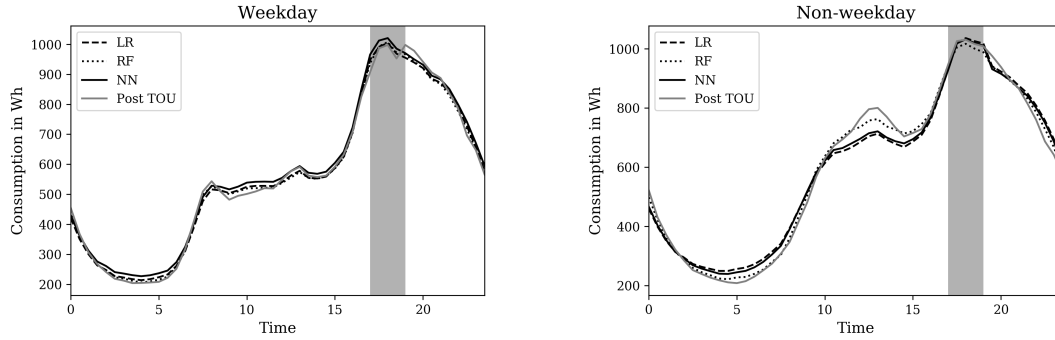 Weekday
Consumption in Wh
1000
900
800
700
600
500
400
300
200
LR
RF
NN
Post TOU
0
5
10
15
20
Time
Non-weekday
Consumption in Wh
1000
800
600
400
200
LR
RF
NN
Post TOU
0
5
10
15
20
Time